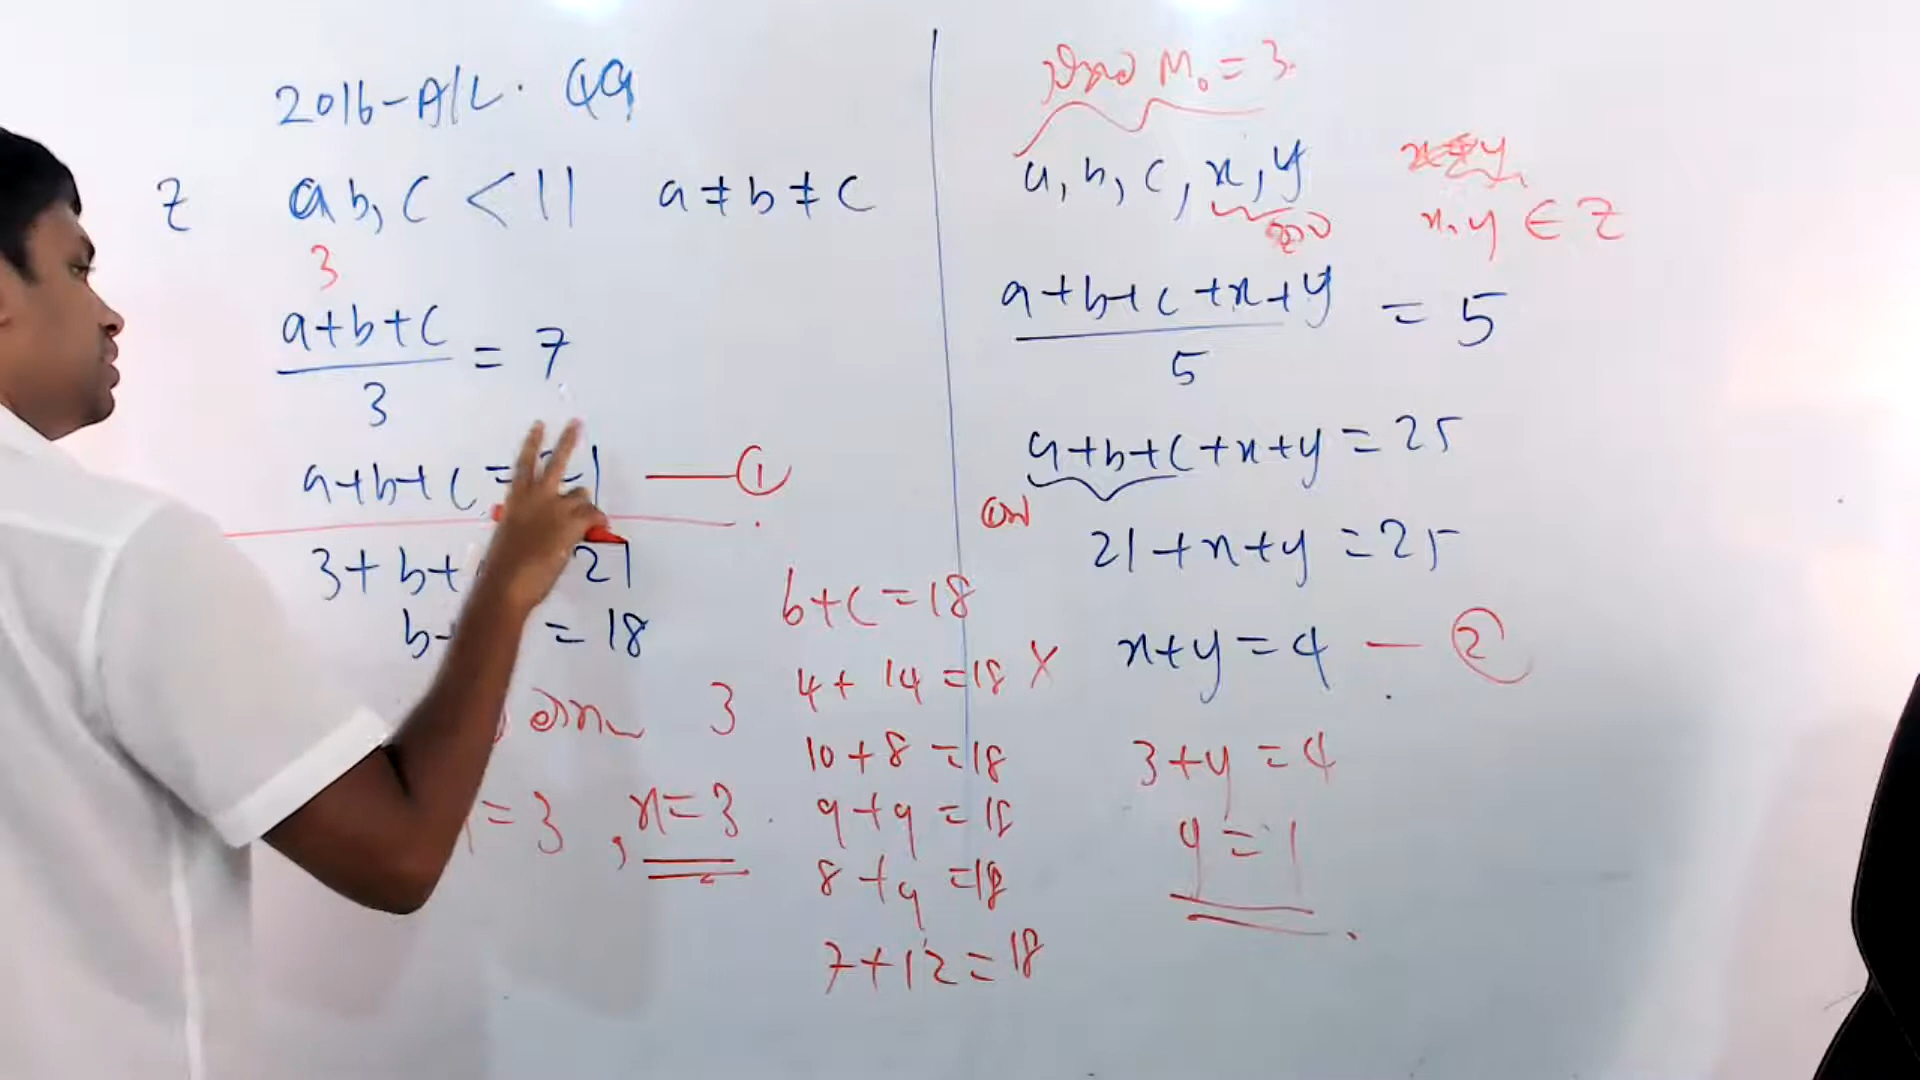 2016-A/L. Q9
Z a b, c < 11 a ≠ b ≠ c
3
a+b+c
3
= 7
a+b+c = 21 — ①
3+b+ 21
b+ = 18
3
=3 , x=3
b+c=18
4+14=18 X
10+8=18
9+9=18
8+9=18
7+12=18
M₀ = 3
a, b, c, x, y
x, y ∈ Z
a+b+c+x+y
5
= 5
a+b+c+x+y=25
21+x+y=25
x+y=4 — ②
3+y=4
y=1